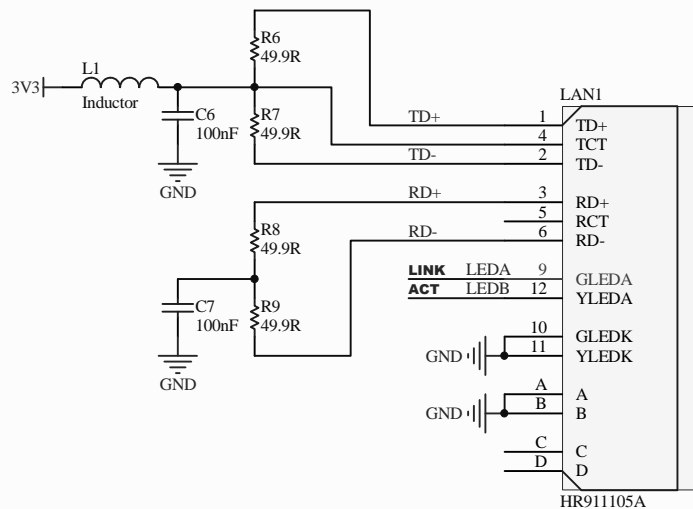 R6
49.9R
L1
3V3
Inductor
C6
100nF
R7
49.9R
GND
LAN1
TD+ 1 TD+
4 TCT
TD- 2 TD-
RD+ 3 RD+
5 RCT
RD- 6 RD-
R8
49.9R
C7
100nF
R9
49.9R
GND
LINK LEDA 9 GLEDA
ACT LEDB 12 YLEDA
10 GLEDK
GND 11 YLEDK
A A
GND B B
C C
D D
HR911105A